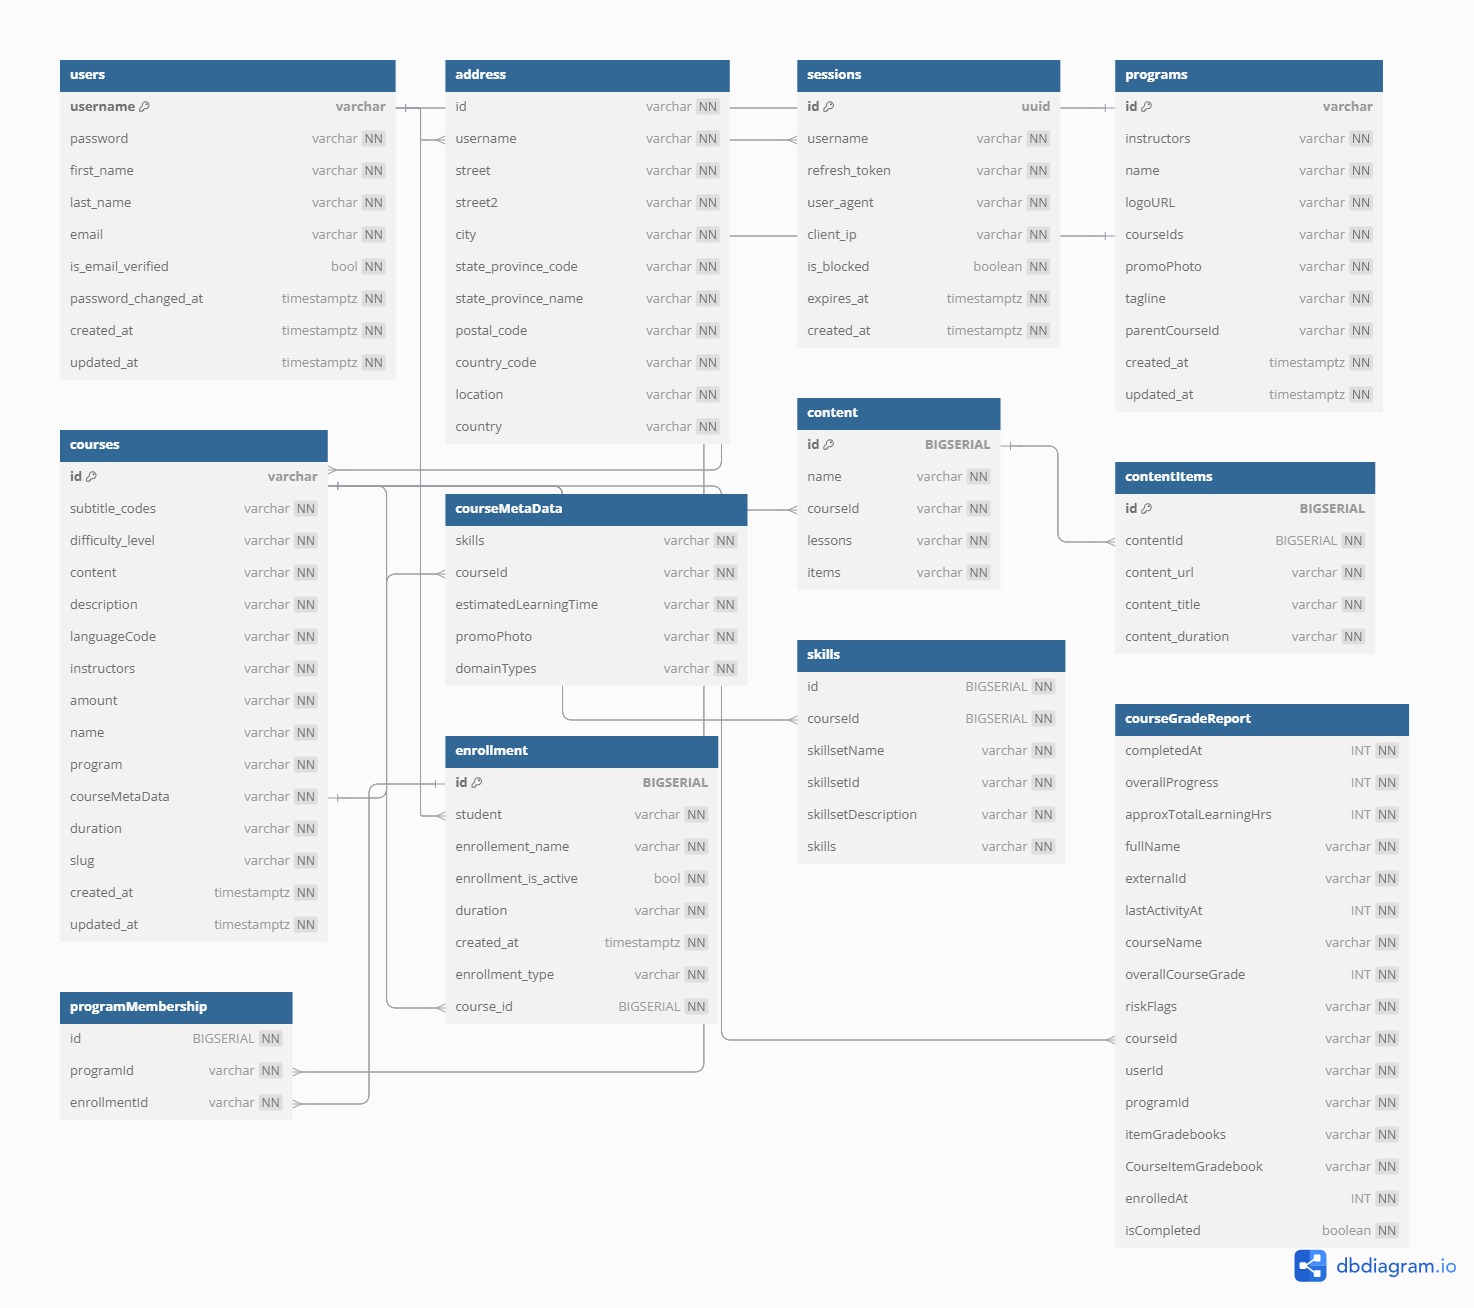 users
username varchar
password varchar NN
first_name varchar NN
last_name varchar NN
email varchar NN
is_email_verified bool NN
password_changed_at timestamptz NN
created_at timestamptz NN
updated_at timestamptz NN
address
id varchar NN
username varchar NN
street varchar NN
street2 varchar NN
city varchar NN
state_province_code varchar NN
state_province_name varchar NN
postal_code varchar NN
country_code varchar NN
location varchar NN
country varchar NN
sessions
id uuid
username varchar NN
refresh_token varchar NN
user_agent varchar NN
client_ip varchar NN
is_blocked boolean NN
expires_at timestamptz NN
created_at timestamptz NN
programs
id varchar
instructors varchar NN
name varchar NN
logoURL varchar NN
courseIds varchar NN
promoPhoto varchar NN
tagline varchar NN
parentCourseId varchar NN
created_at timestamptz NN
updated_at timestamptz NN
courses
id varchar
subtitle_codes varchar NN
difficulty_level varchar NN
content varchar NN
description varchar NN
languageCode varchar NN
instructors varchar NN
amount varchar NN
name varchar NN
program varchar NN
courseMetaData varchar NN
duration varchar NN
slug varchar NN
created_at timestamptz NN
updated_at timestamptz NN
courseMetaData
skills varchar NN
courseId varchar NN
estimatedLearningTime varchar NN
promoPhoto varchar NN
domainTypes varchar NN
content
id BIGSERIAL
name varchar NN
courseId varchar NN
lessons varchar NN
items varchar NN
contentItems
id BIGSERIAL
contentId BIGSERIAL NN
content_url varchar NN
content_title varchar NN
content_duration varchar NN
skills
id BIGSERIAL NN
courseId BIGSERIAL NN
skillsetName varchar NN
skillsetId varchar NN
skillsetDescription varchar NN
skills varchar NN
enrollment
id BIGSERIAL
student varchar NN
enrollement_name varchar NN
enrollment_is_active bool NN
duration varchar NN
created_at timestamptz NN
enrollment_type varchar NN
course_id BIGSERIAL NN
courseGradeReport
completedAt INT NN
overallProgress INT NN
approxTotalLearningHrs INT NN
fullName varchar NN
externalId varchar NN
lastActivityAt INT NN
courseName varchar NN
overallCourseGrade INT NN
riskFlags varchar NN
courseId varchar NN
userId varchar NN
programId varchar NN
itemGradebooks varchar NN
CourseItemGradebook varchar NN
enrolledAt INT NN
isCompleted boolean NN
programMembership
id BIGSERIAL NN
programId varchar NN
enrollmentId varchar NN
dbdiagram.io